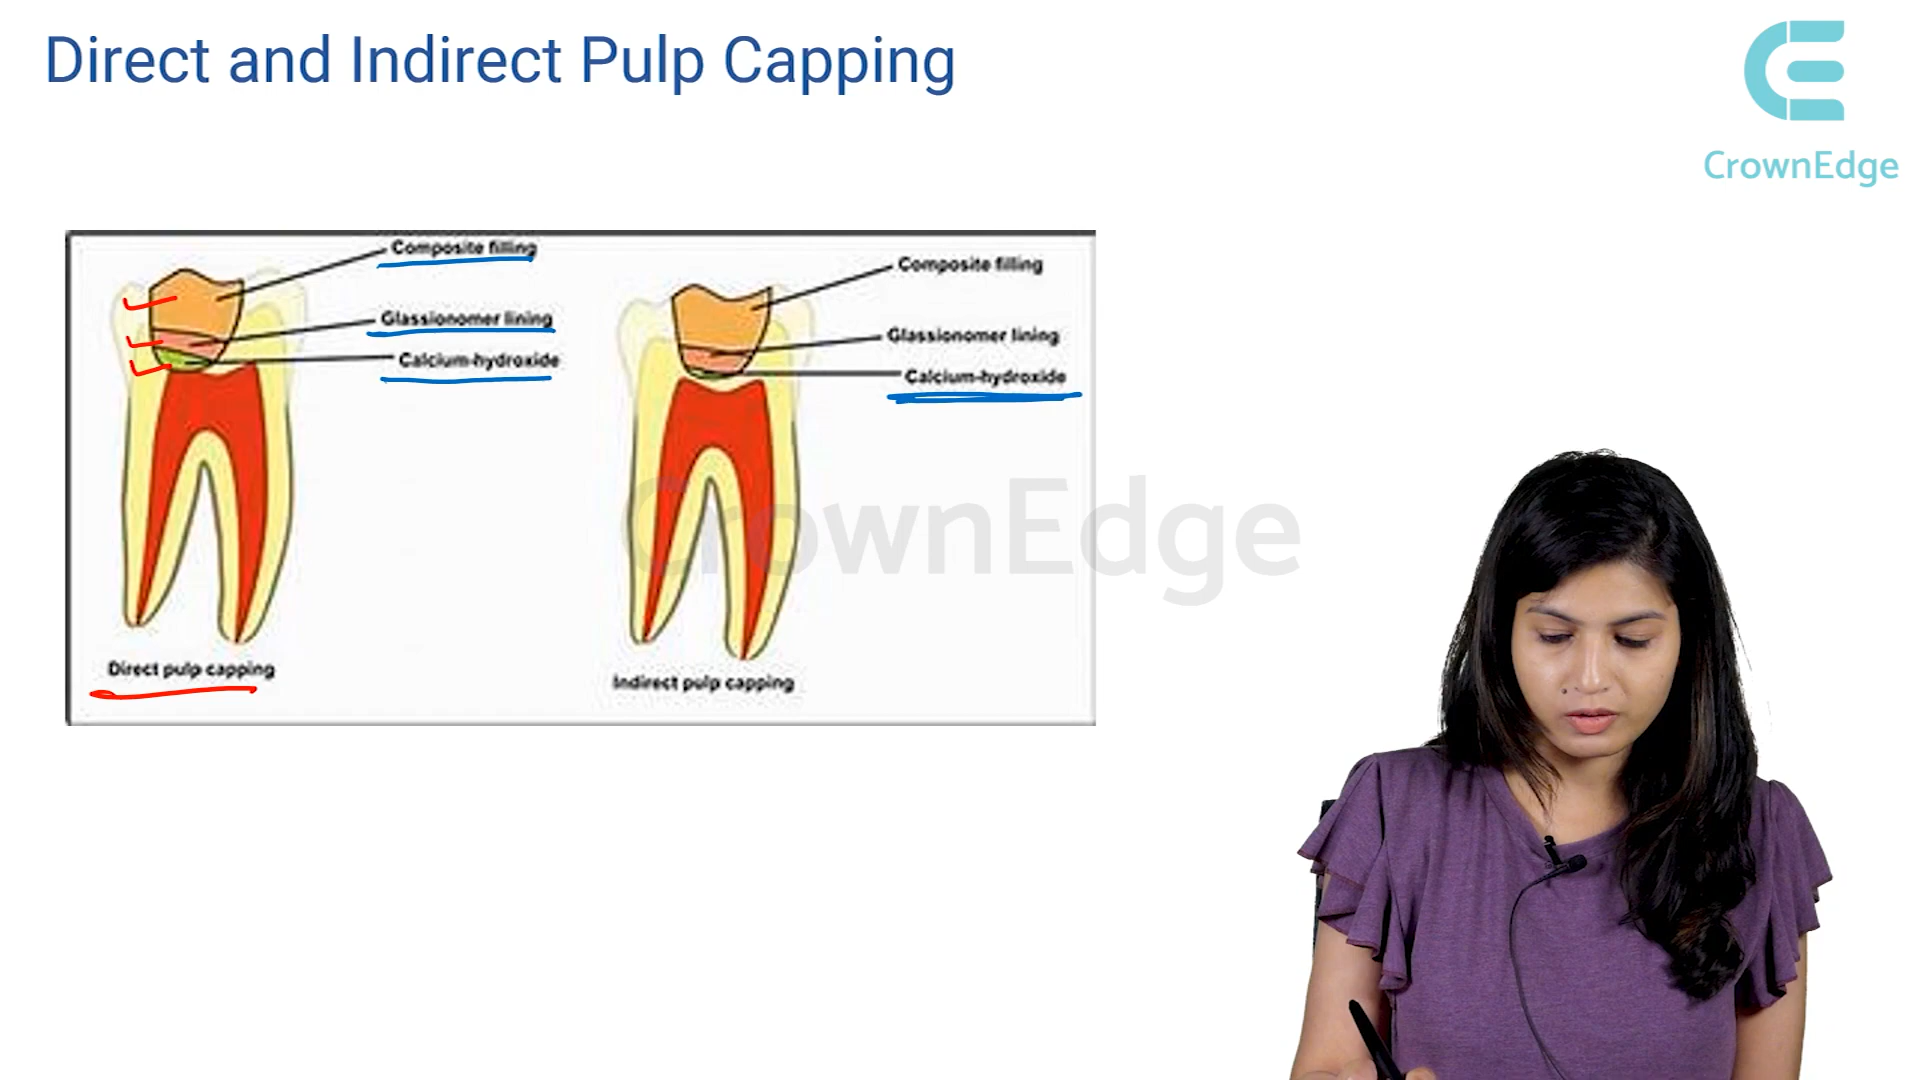 Direct and Indirect Pulp Capping
CrownEdge
Composite filling
Glassionomer lining
Calcium-hydroxide
Direct pulp capping
Composite filling
Glassionomer lining
Calcium-hydroxide
Indirect pulp capping
CrownEdge